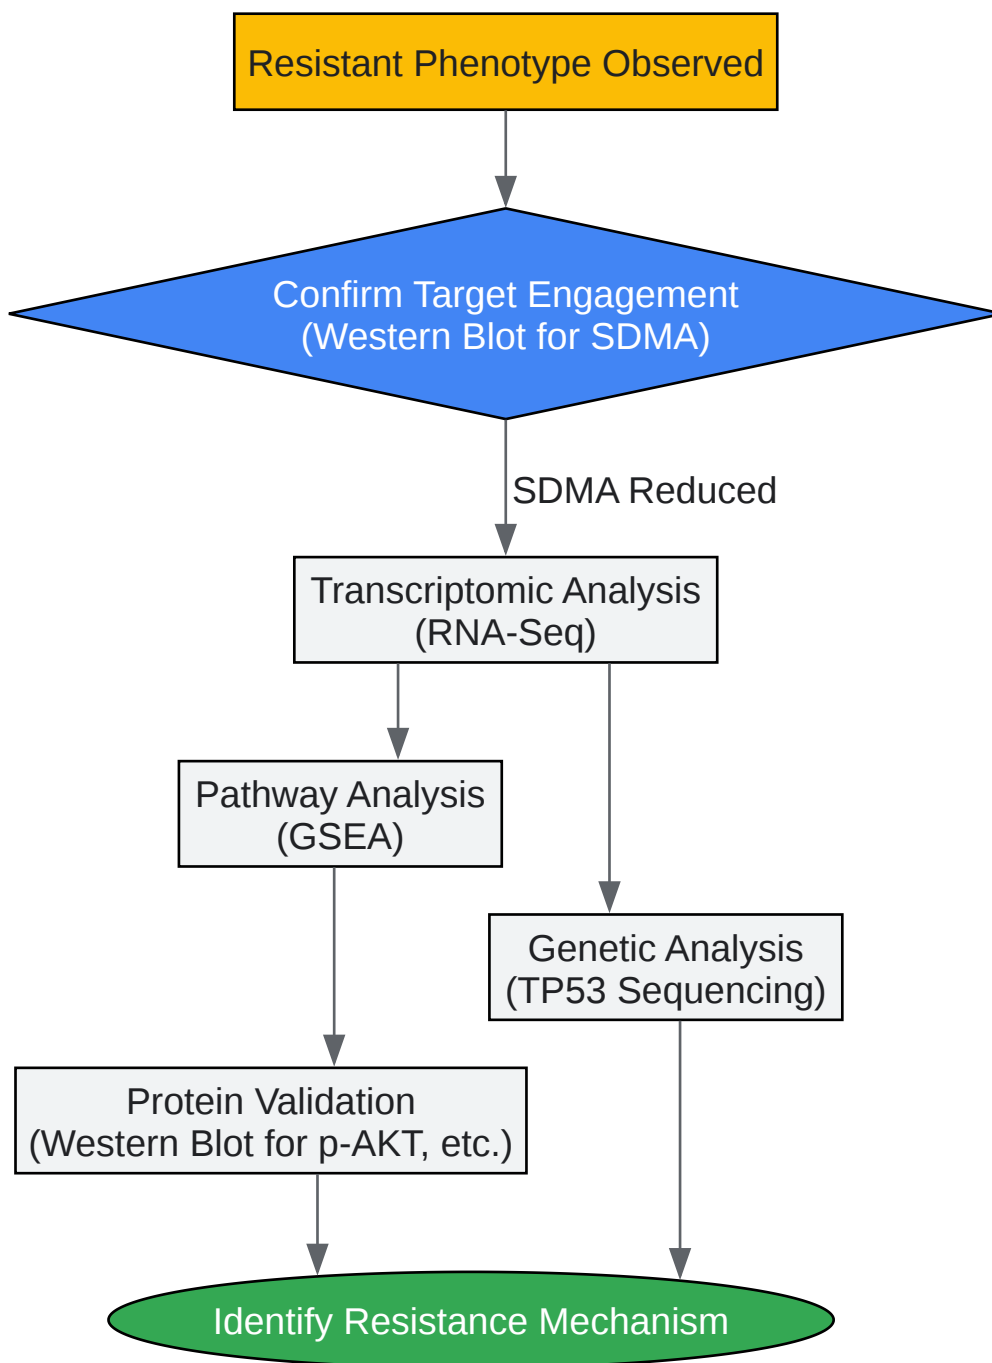 Resistant Phenotype Observed
Confirm Target Engagement
(Western Blot for SDMA)
SDMA Reduced
Transcriptomic Analysis
(RNA-Seq)
Pathway Analysis
(GSEA)
Genetic Analysis
(TP53 Sequencing)
Protein Validation
(Western Blot for p-AKT, etc.)
Identify Resistance Mechanism